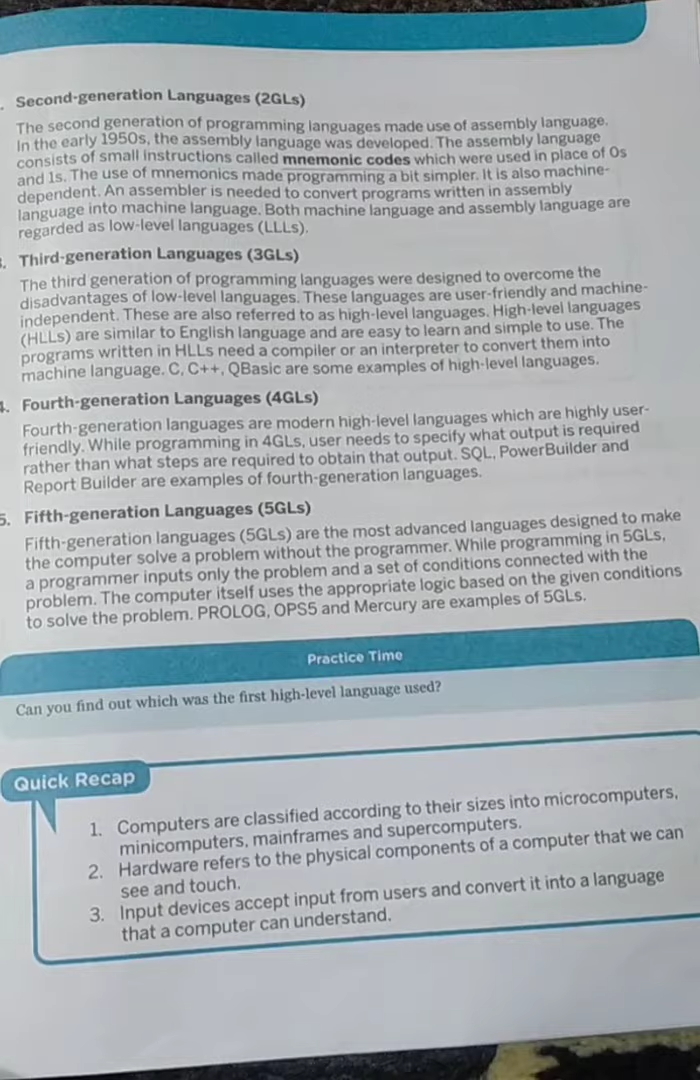 . Second-generation Languages (2GLs)
The second generation of programming languages made use of assembly language.
In the early 1950s, the assembly language was developed. The assembly language
consists of small instructions called mnemonic codes which were used in place of 0s
and 1s. The use of mnemonics made programming a bit simpler. It is also machine-
dependent. An assembler is needed to convert programs written in assembly
language into machine language. Both machine language and assembly language are
regarded as low-level languages (LLLs).
. Third-generation Languages (3GLs)
The third generation of programming languages were designed to overcome the
disadvantages of low-level languages. These languages are user-friendly and machine-
independent. These are also referred to as high-level languages. High-level languages
(HLLs) are similar to English language and are easy to learn and simple to use. The
programs written in HLLs need a compiler or an interpreter to convert them into
machine language. C, C++, QBasic are some examples of high-level languages.
4. Fourth-generation Languages (4GLs)
Fourth-generation languages are modern high-level languages which are highly user-
friendly. While programming in 4GLs, user needs to specify what output is required
rather than what steps are required to obtain that output. SQL, PowerBuilder and
Report Builder are examples of fourth-generation languages.
5. Fifth-generation Languages (5GLs)
Fifth-generation languages (5GLs) are the most advanced languages designed to make
the computer solve a problem without the programmer. While programming in 5GLs,
a programmer inputs only the problem and a set of conditions connected with the
problem. The computer itself uses the appropriate logic based on the given conditions
to solve the problem. PROLOG, OPS5 and Mercury are examples of 5GLs.
Practice Time
Can you find out which was the first high-level language used?
Quick Recap
1. Computers are classified according to their sizes into microcomputers,
minicomputers, mainframes and supercomputers.
2. Hardware refers to the physical components of a computer that we can
see and touch.
3. Input devices accept input from users and convert it into a language
that a computer can understand.